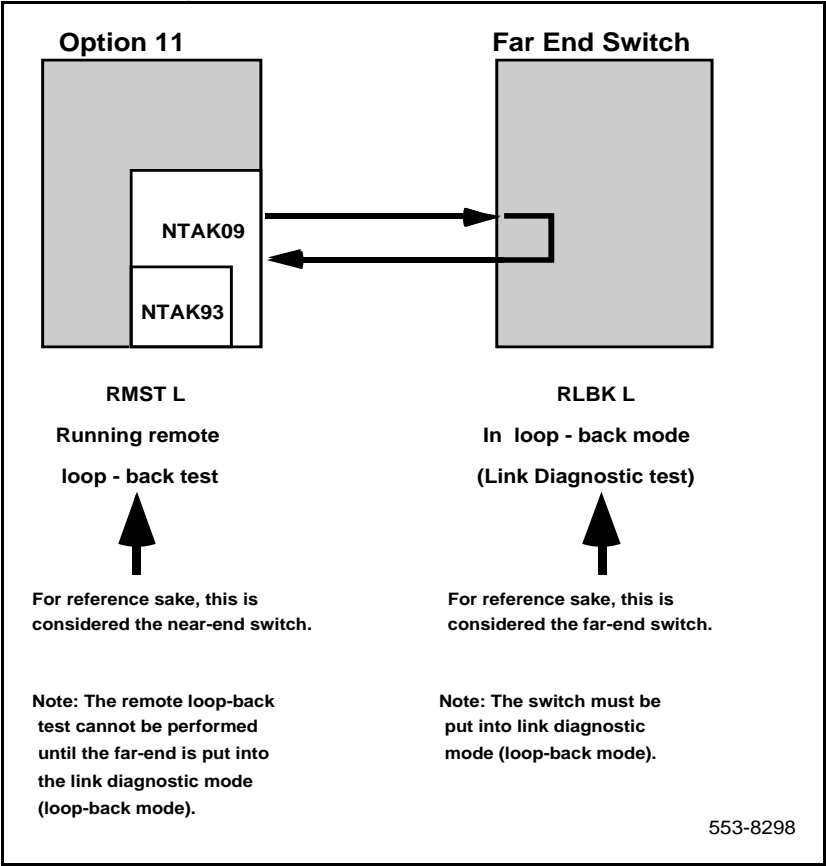 Option 11
Far End Switch
NTAK09
NTAK93
RMST L
Running remote
loop - back test
RLBK L
In loop - back mode
(Link Diagnostic test)
For reference sake, this is
considered the near-end switch.
For reference sake, this is
considered the far-end switch.
Note: The remote loop-back
test cannot be performed
until the far-end is put into
the link diagnostic mode
(loop-back mode).
Note: The switch must be
put into link diagnostic
mode (loop-back mode).
553-8298